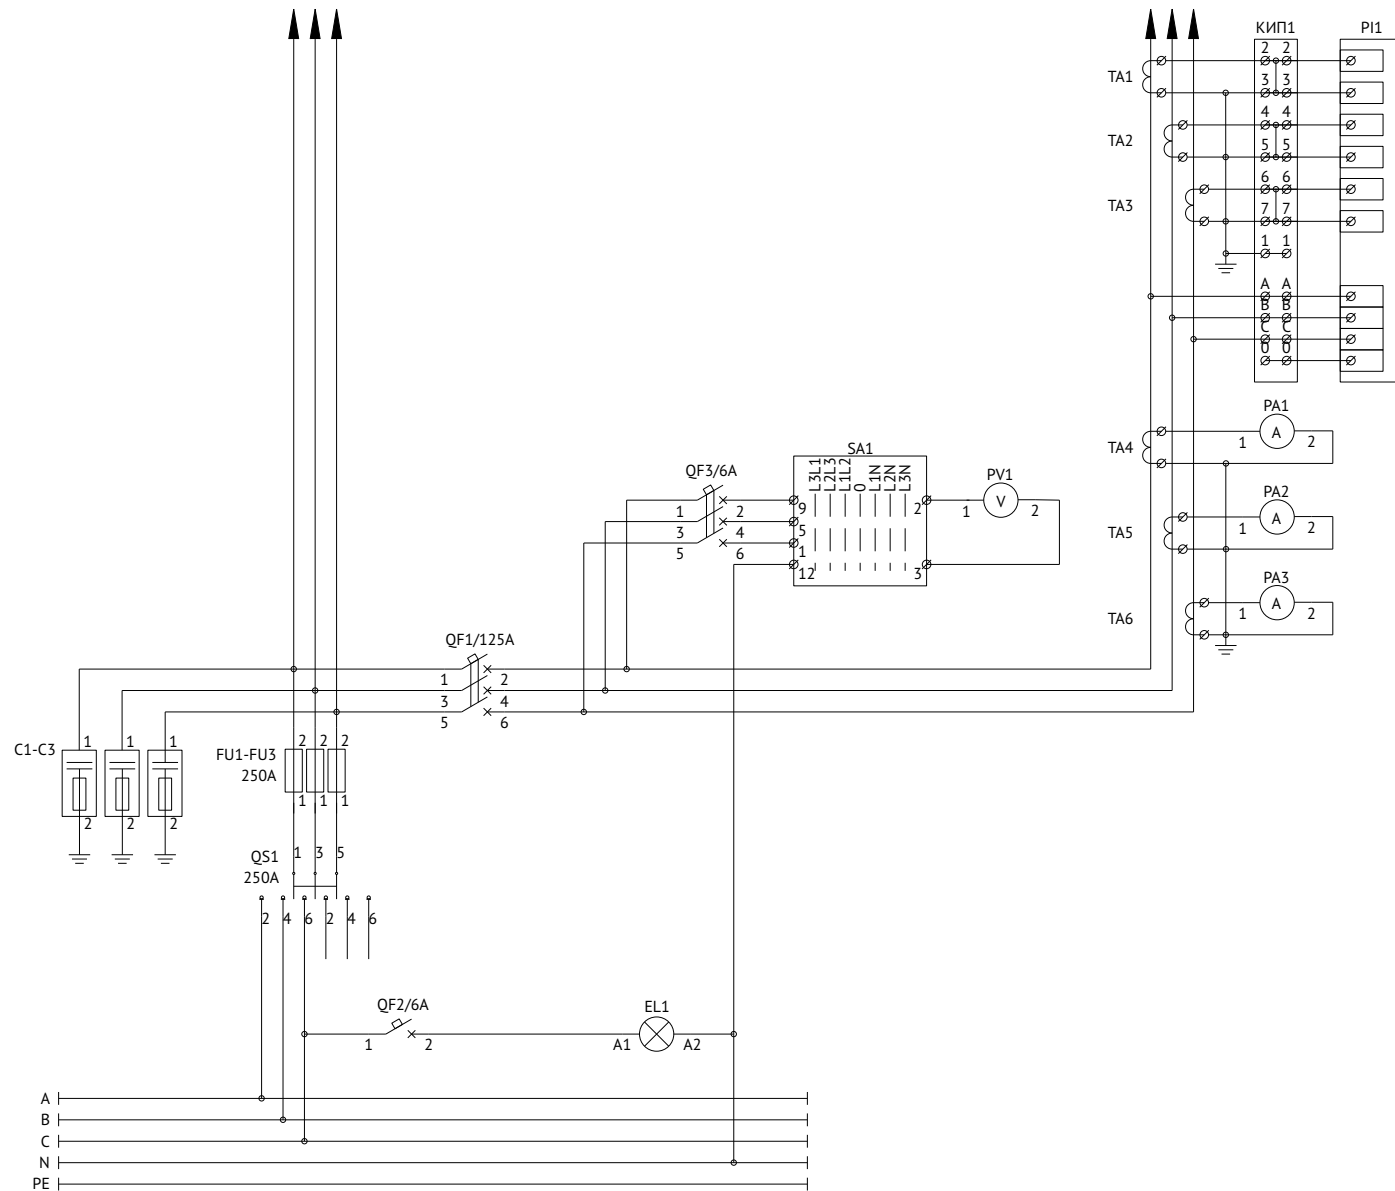 КИП1 PI1
2 2
TA1
3 3
4 4
TA2
5 5
6 6
TA3
7 7
1 1
A A
B B
C C
0 0
PA1
A
1 2
TA4
SA1
QF3/6A
L3L1 L2L3 L1L2 0 L1N L2N L3N
PV1
V
1 2
PA2
A
1 2
TA5
1 2
3 4
5 6
9 2
5
1
12 3
PA3
A
1 2
TA6
QF1/125A
1 2
3 4
5 6
C1-C3
1 1 1
2 2 2
FU1-FU3
250A
2 2 2
1 1 1
QS1
250A
1 3 5
2 4 6 2 4 6
QF2/6A
1 2
EL1
A1 A2
A
B
C
N
PE